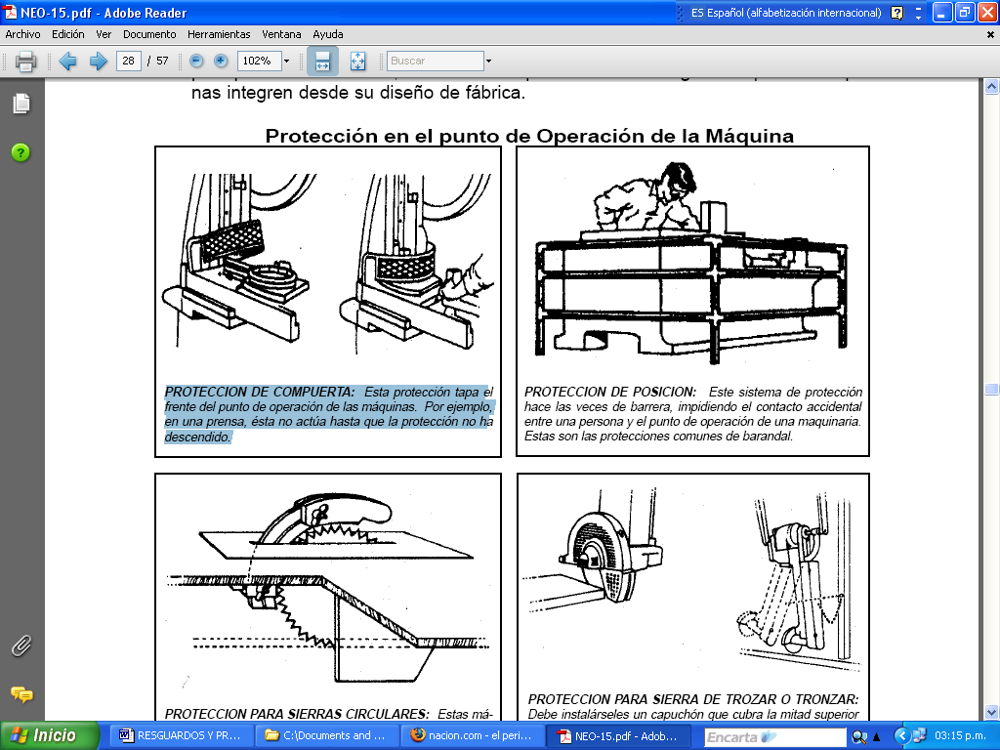 NEO-15.pdf - Adobe Reader
ES Español (alfabetización internacional)
Archivo Edición Ver Documento Herramientas Ventana Ayuda
28 / 57 102% Buscar
nas integren desde su diseño de fábrica.
Protección en el punto de Operación de la Máquina
PROTECCION DE COMPUERTA: Esta protección tapa el
frente del punto de operación de las máquinas. Por ejemplo,
en una prensa, ésta no actúa hasta que la protección no ha
descendido.
PROTECCION DE POSICION: Este sistema de protección
hace las veces de barrera, impidiendo el contacto accidental
entre una persona y el punto de operación de una maquinaria.
Estas son las protecciones comunes de barandal.
PROTECCION PARA SIERRAS CIRCULARES: Estas má-
PROTECCION PARA SIERRA DE TROZAR O TRONZAR:
Debe instalárseles un capuchón que cubra la mitad superior
Inicio RESGUARDOS Y PR... C:\Documents and ... nacion.com - el peri... NEO-15.pdf - Adob... Encarta 03:15 p.m.